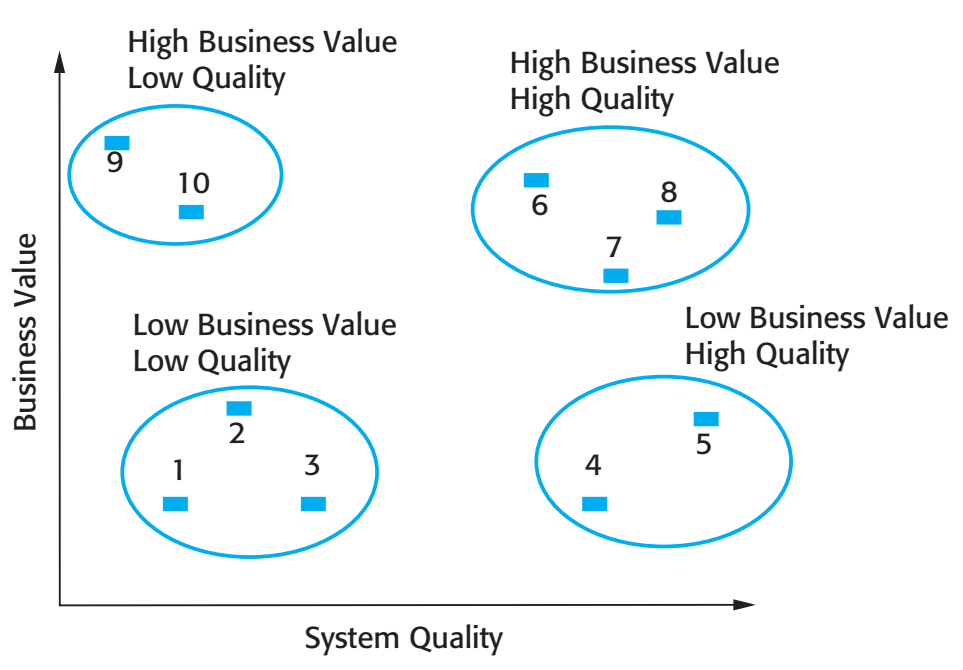 High Business Value
Low Quality
High Business Value
High Quality
9
10
6
8
7
Business Value
Low Business Value
Low Quality
Low Business Value
High Quality
2
1
3
4
5
System Quality